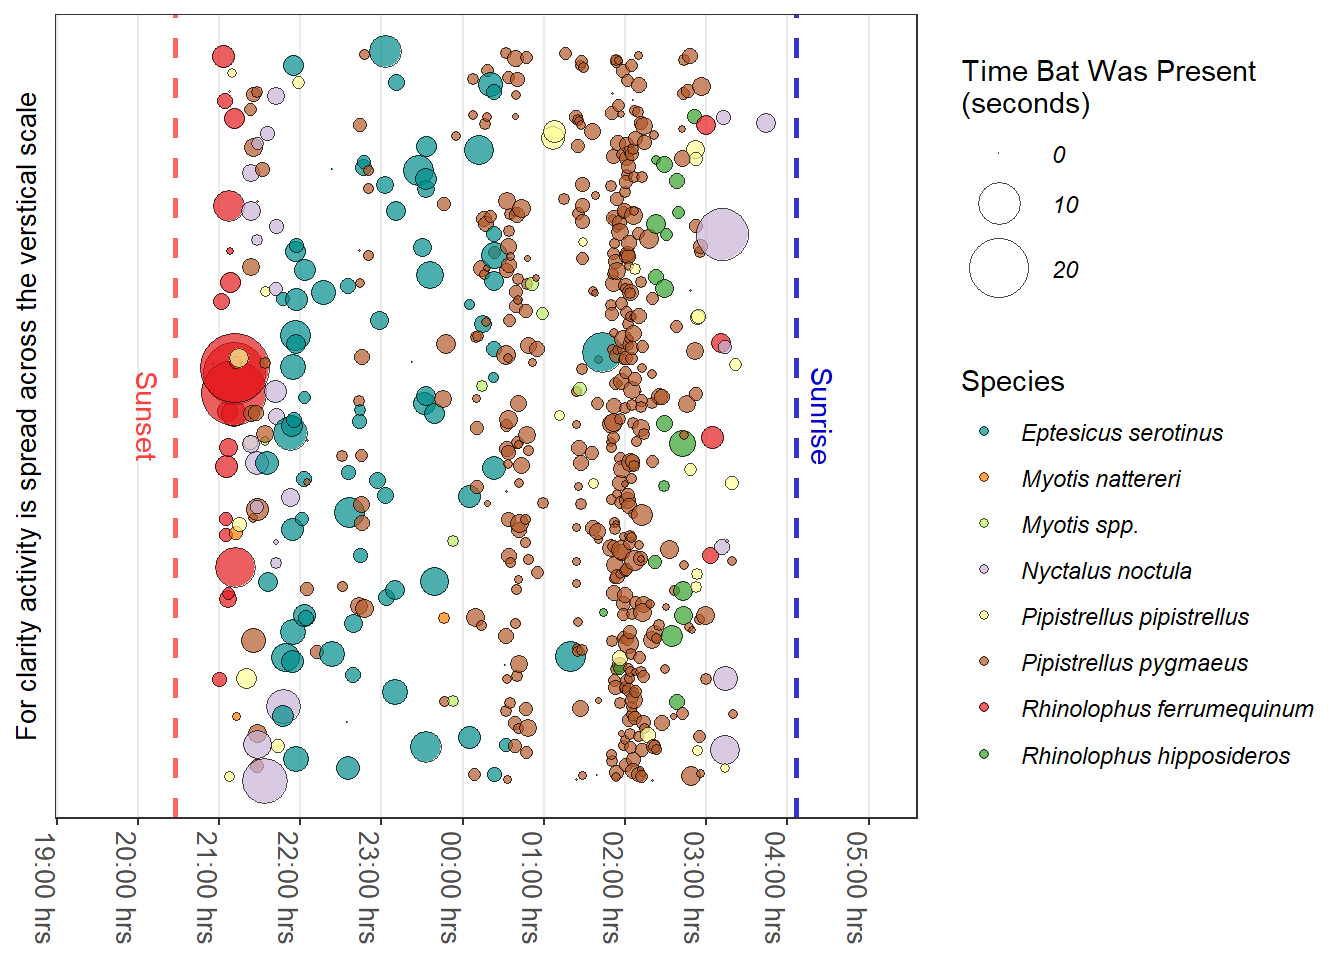 For clarity activity is spread across the verstical scale
Sunset
Sunrise
19:00 hrs
20:00 hrs
21:00 hrs
22:00 hrs
23:00 hrs
00:00 hrs
01:00 hrs
02:00 hrs
03:00 hrs
04:00 hrs
05:00 hrs
Time Bat Was Present
(seconds)
0
10
20
Species
Eptesicus serotinus
Myotis nattereri
Myotis spp.
Nyctalus noctula
Pipistrellus pipistrellus
Pipistrellus pygmaeus
Rhinolophus ferrumequinum
Rhinolophus hipposideros